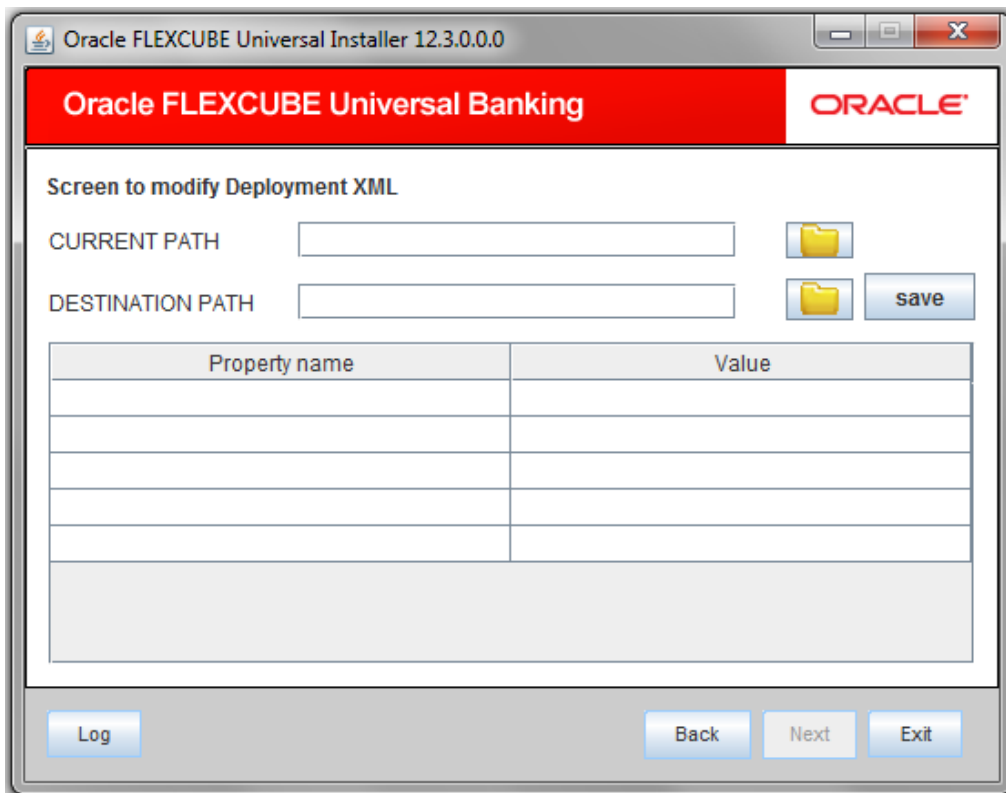 Oracle FLEXCUBE Universal Installer 12.3.0.0.0
Oracle FLEXCUBE Universal Banking
ORACLE
Screen to modify Deployment XML
CURRENT PATH
DESTINATION PATH
save
Property name Value
Log Back Next Exit